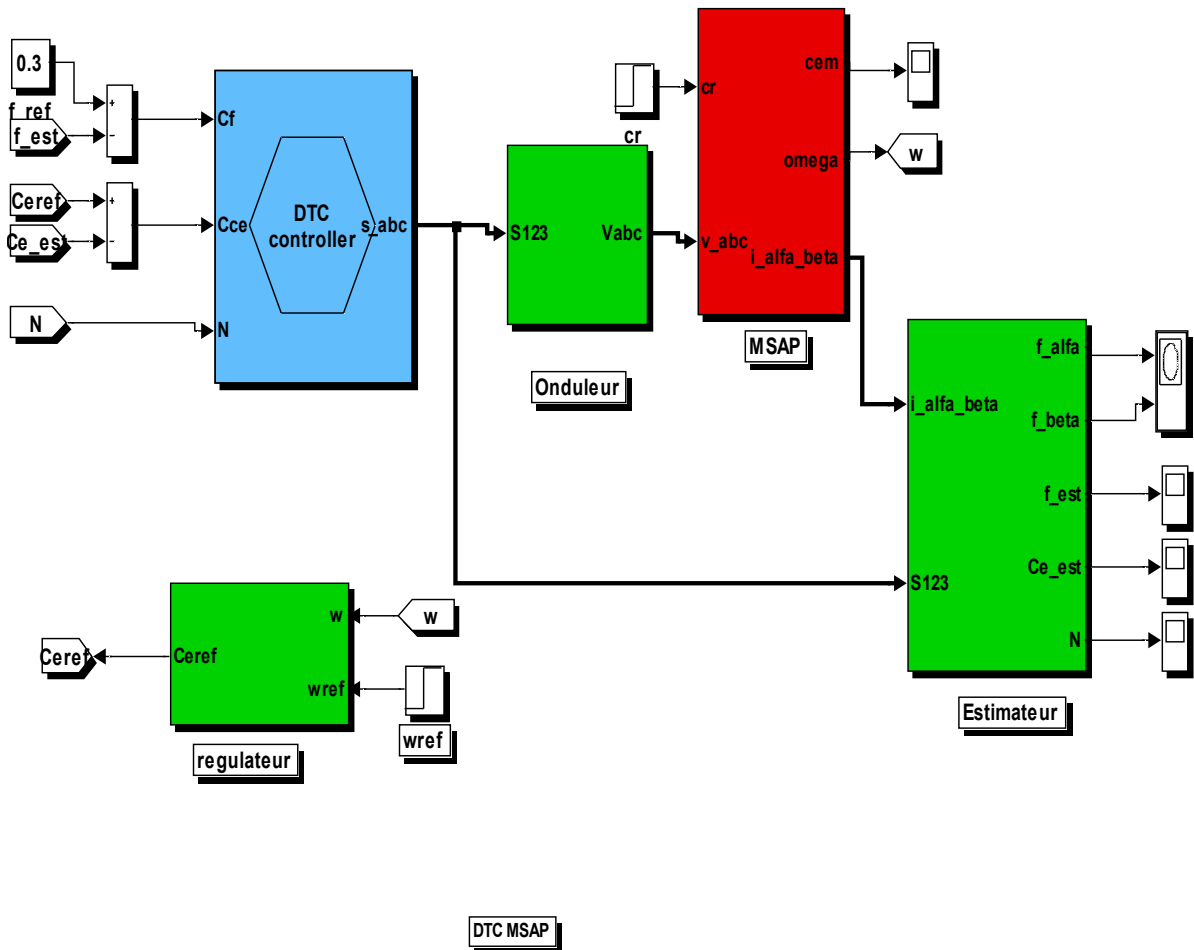 0.3
f_ref
f_est
+
−
Ceref
Ce_est
+
−
N
Cf
Cce
N
DTC
controller
s_abc
S123
Vabc
Onduleur
cr
cr
v_abc
cem
omega
i_alfa_beta
MSAP
w
i_alfa_beta
S123
f_alfa
f_beta
f_est
Ce_est
N
Estimateur
Ceref
Ceref
w
wref
w
wref
regulateur
DTC MSAP